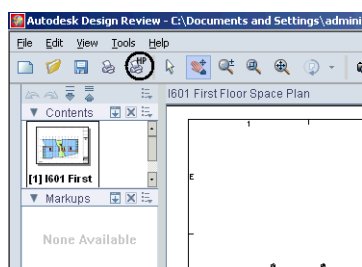 Autodesk Design Review - C:\Documents and Settings\admini
File Edit View Tools Help
HP
I601 First Floor Space Plan
Contents
[1] I601 First
Markups
None Available
1
E